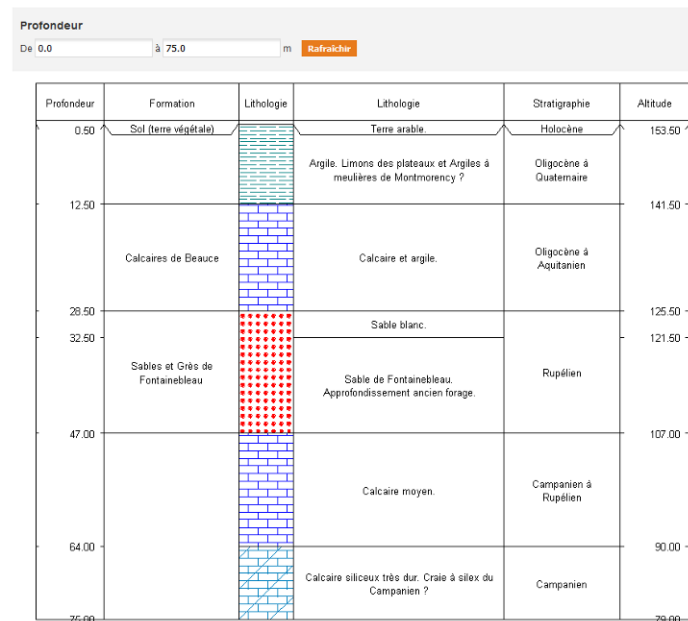 Profondeur
De 0.0 à 75.0 m Rafraîchir
Profondeur Formation Lithologie Lithologie Stratigraphie Altitude
0.50 Sol (terre végétale) Terre arable. Holocène 153.50
Argile. Limons des plateaux et Argiles à
meulières de Montmorency ?
Oligocène à
Quaternaire
12.50 141.50
Calcaires de Beauce Calcaire et argile.
Oligocène à
Aquitanien
28.50 125.50
Sable blanc.
32.50 121.50
Sables et Grès de
Fontainebleau
Sable de Fontainebleau.
Approfondissement ancien forage.
Rupélien
47.00 107.00
Calcaire moyen.
Campanien à
Rupélien
64.00 90.00
Calcaire siliceux très dur. Craie à silex du
Campanien ?
Campanien
75.00 79.00